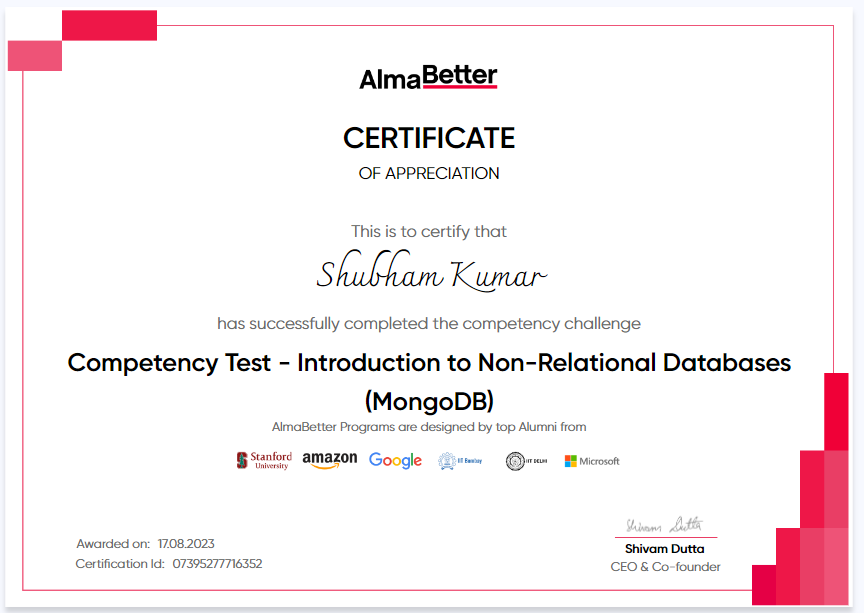 AlmaBetter
CERTIFICATE
OF APPRECIATION
This is to certify that
Shubham Kumar
has successfully completed the competency challenge
Competency Test - Introduction to Non-Relational Databases
(MongoDB)
AlmaBetter Programs are designed by top Alumni from
Stanford University amazon Google IIT Bombay IIT DELHI Microsoft
Shivam Dutta
Awarded on: 17.08.2023
Shivam Dutta
Certification Id: 07395277716352
CEO & Co-founder